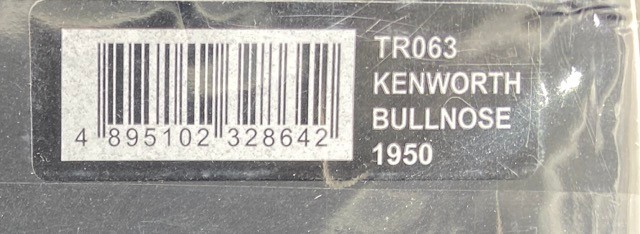 TR063
KENWORTH
BULLNOSE
1950
4 895102 328642